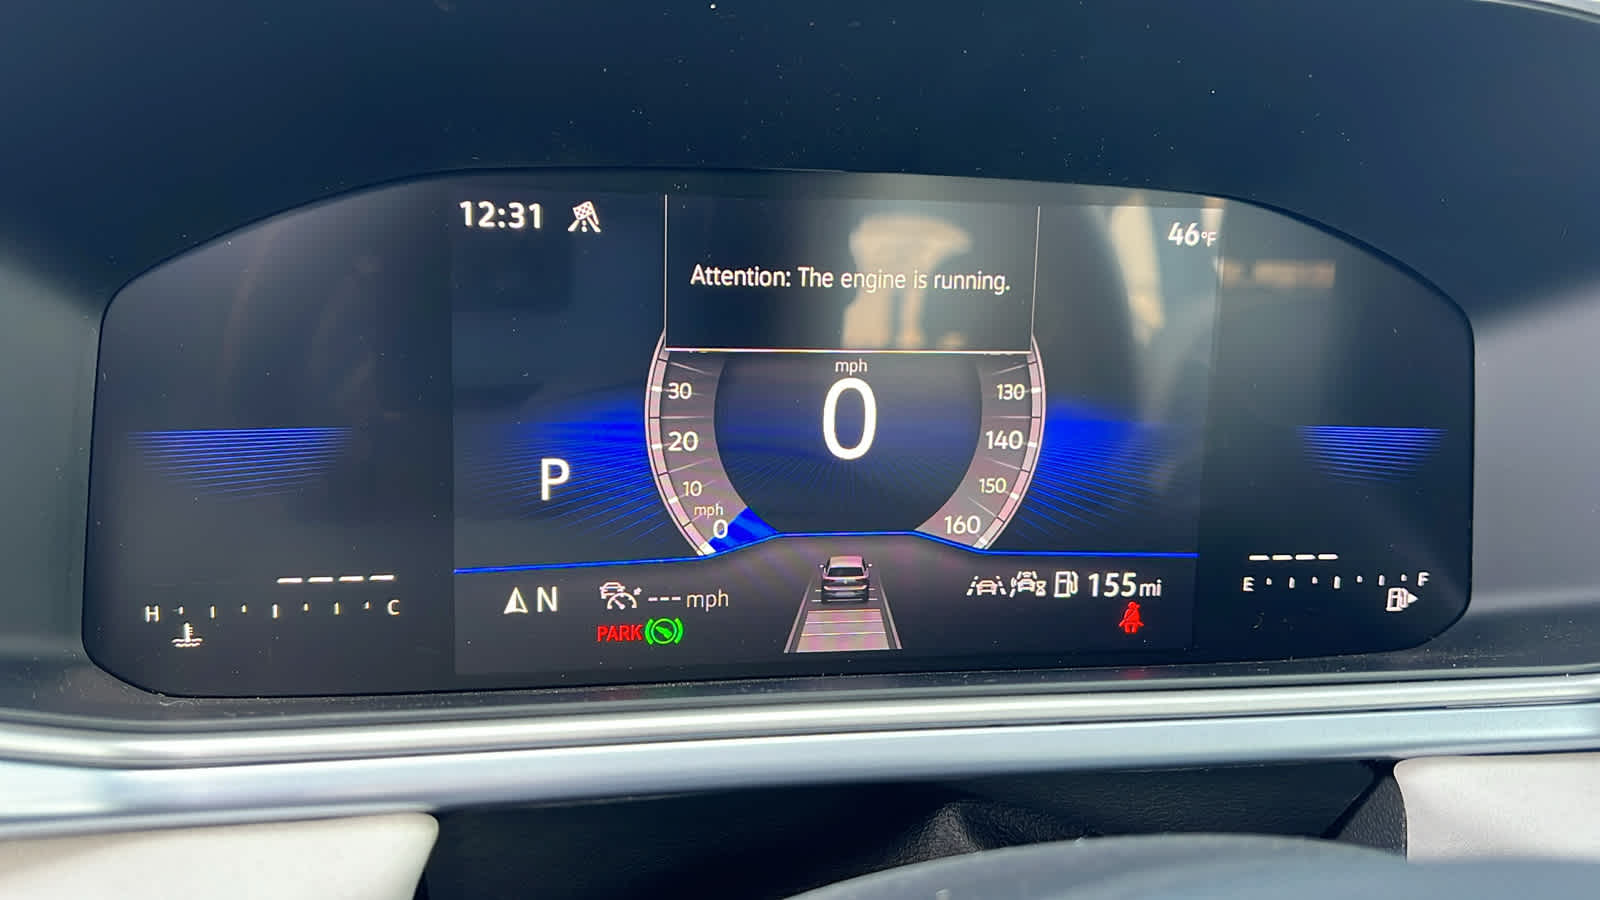 12:31
46°F
Attention: The engine is running.
mph
0
30
20
10
mph
0
130
140
150
160
P
N
--- mph
155mi
PARK
H
C
E
F